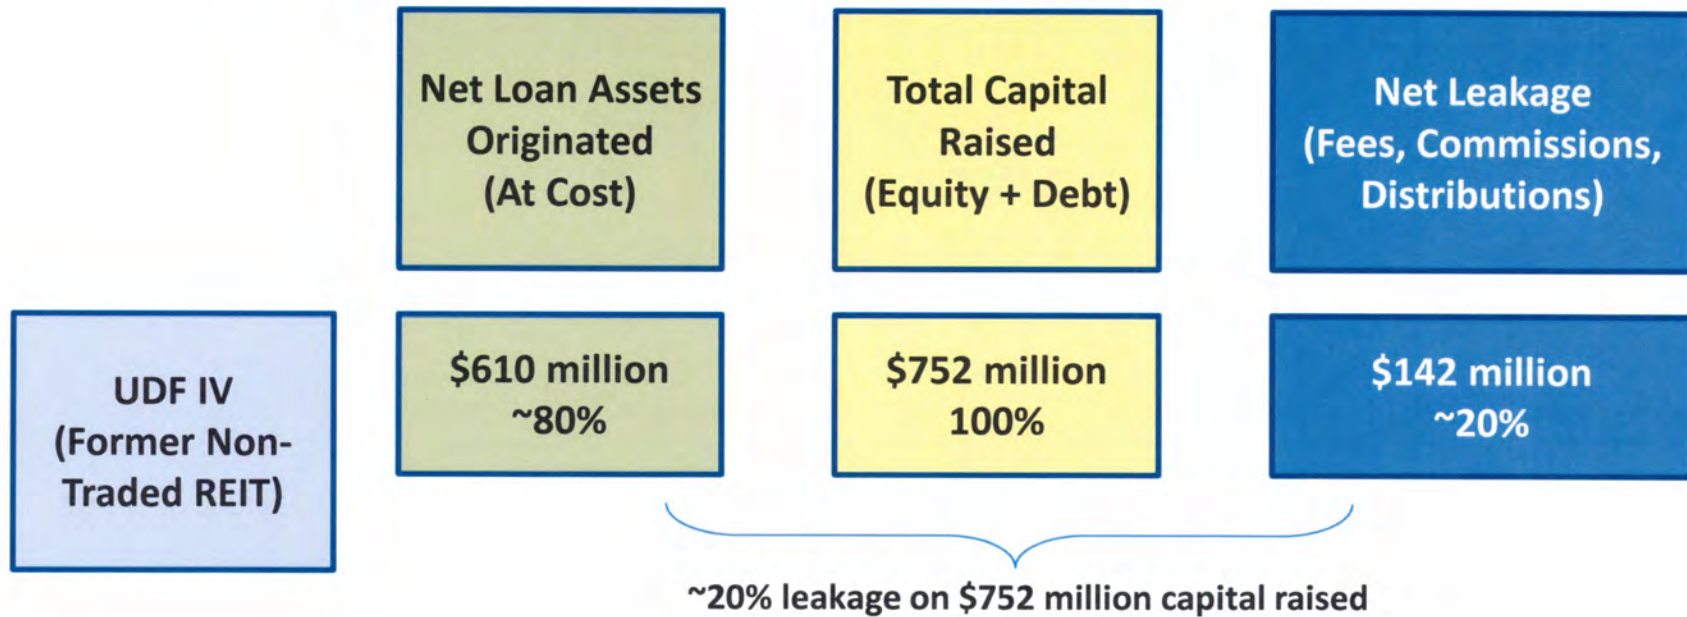 Net Loan Assets
Originated
(At Cost)
Total Capital
Raised
(Equity + Debt)
Net Leakage
(Fees, Commissions,
Distributions)
UDF IV
(Former Non-
Traded REIT)
$610 million
~80%
$752 million
100%
$142 million
~20%
~20% leakage on $752 million capital raised